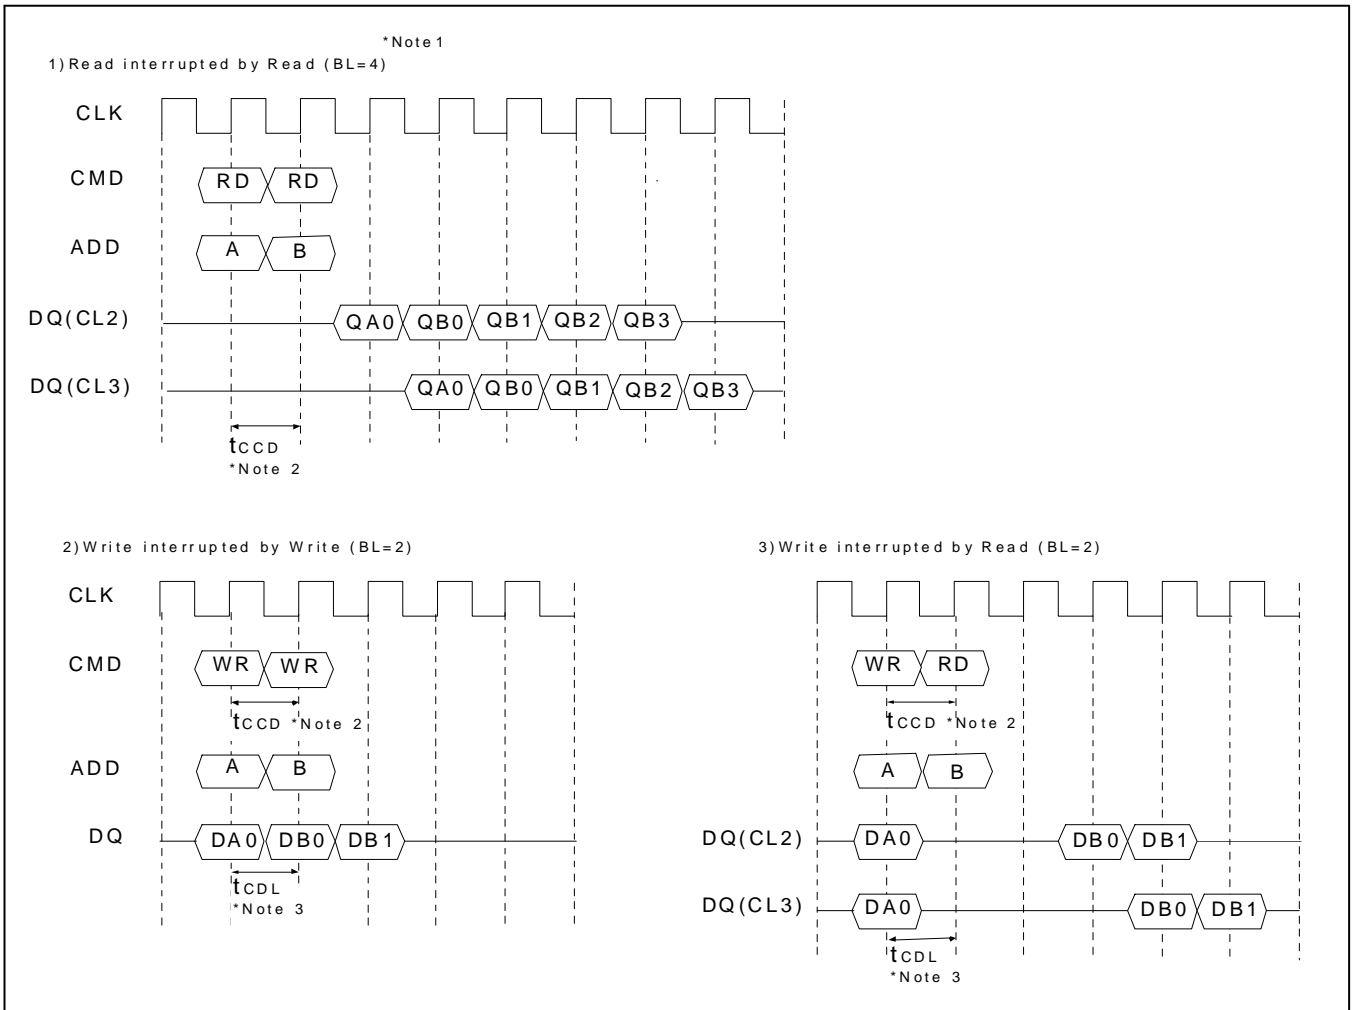 *Note1
1)Read interrupted by Read (BL=4)
CLK
CMD RD RD
ADD A B
DQ(CL2) QA0 QB0 QB1 QB2 QB3
DQ(CL3) QA0 QB0 QB1 QB2 QB3
tCCD
*Note 2
2)Write interrupted by Write (BL=2)
CLK
CMD WR WR
tCCD *Note 2
ADD A B
DQ DA0 DB0 DB1
tCDL
*Note 3
3)Write interrupted by Read (BL=2)
WR RD
tCCD *Note 2
A B
DQ(CL2) DA0 DB0 DB1
DQ(CL3) DA0 DB0 DB1
tCDL
*Note 3